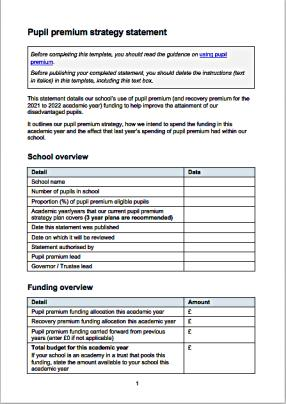 Pupil premium strategy statement
Before completing this template, you should read the guidance on using pupil
premium.
Before publishing your completed statement, you should delete the instructions (text
in italics) in this template, including this text box.
This statement details our school's use of pupil premium (and recovery premium for the
2021 to 2022 academic year) funding to help improve the attainment of our
disadvantaged pupils.
It outlines our pupil premium strategy, how we intend to spend the funding in this
academic year and the effect that last year's spending of pupil premium had within our
school.
School overview
Detail Data
School name
Number of pupils in school
Proportion (%) of pupil premium eligible pupils
Academic year/years that our current pupil premium
strategy plan covers (3 year plans are recommended)
Date this statement was published
Date on which it will be reviewed
Statement authorised by
Pupil premium lead
Governor / Trustee lead
Funding overview
Detail Amount
Pupil premium funding allocation this academic year £
Recovery premium funding allocation this academic year £
Pupil premium funding carried forward from previous £
years (enter £0 if not applicable)
Total budget for this academic year £
If your school is an academy in a trust that pools this
funding, state the amount available to your school this
academic year
1